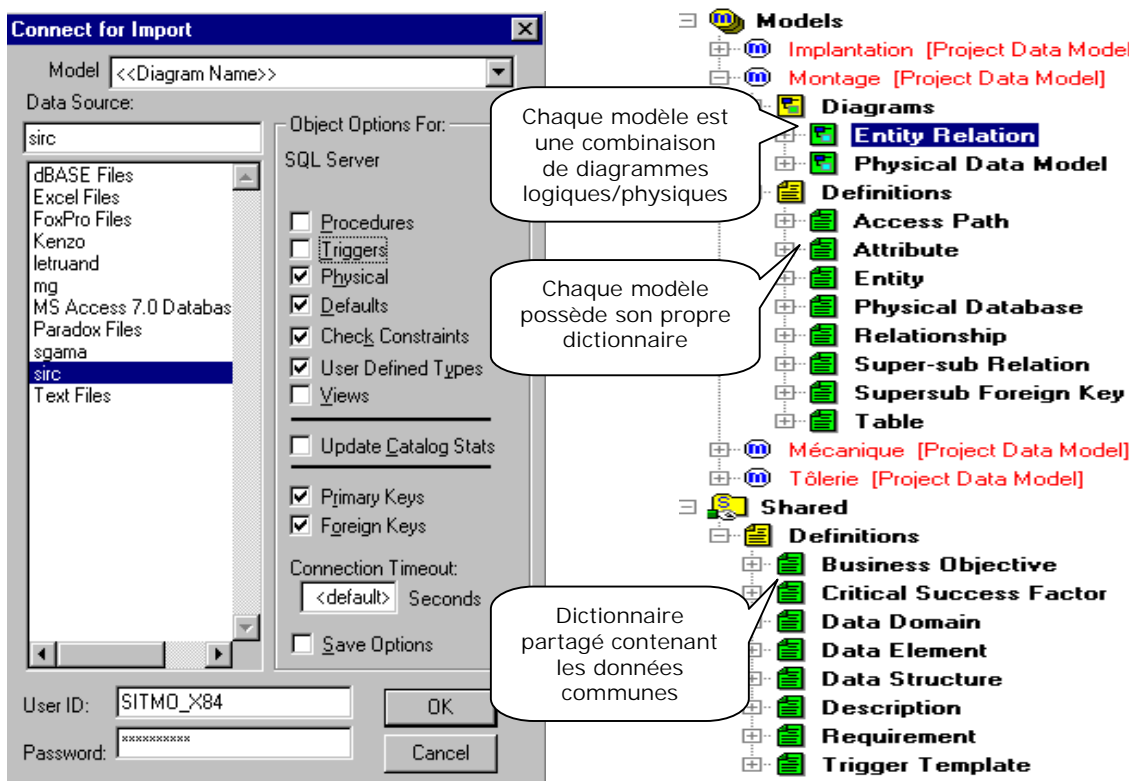 Connect for Import
Model <<Diagram Name>>
Data Source:
sirc
dBASE Files
Excel Files
FoxPro Files
Kenzo
letruand
mg
MS Access 7.0 Databas
Paradox Files
sgama
sirc
Text Files
Object Options For:
SQL Server
Procedures
Triggers
Physical
Defaults
Check Constraints
User Defined Types
Views
Update Catalog Stats
Primary Keys
Foreign Keys
Connection Timeout:
<default> Seconds
Save Options
User ID: SITMO_X84
Password: **********
OK
Cancel
Chaque modèle est
une combinaison
de diagrammes
logiques/physiques
Chaque modèle
possède son propre
dictionnaire
Dictionnaire
partagé contenant
les données
communes
Models
Implantation [Project Data Model
Montage [Project Data Model]
Diagrams
Entity Relation
Physical Data Model
Definitions
Access Path
Attribute
Entity
Physical Database
Relationship
Super-sub Relation
Supersub Foreign Key
Table
Mécanique [Project Data Model]
Tôlerie [Project Data Model]
Shared
Definitions
Business Objective
Critical Success Factor
Data Domain
Data Element
Data Structure
Description
Requirement
Trigger Template